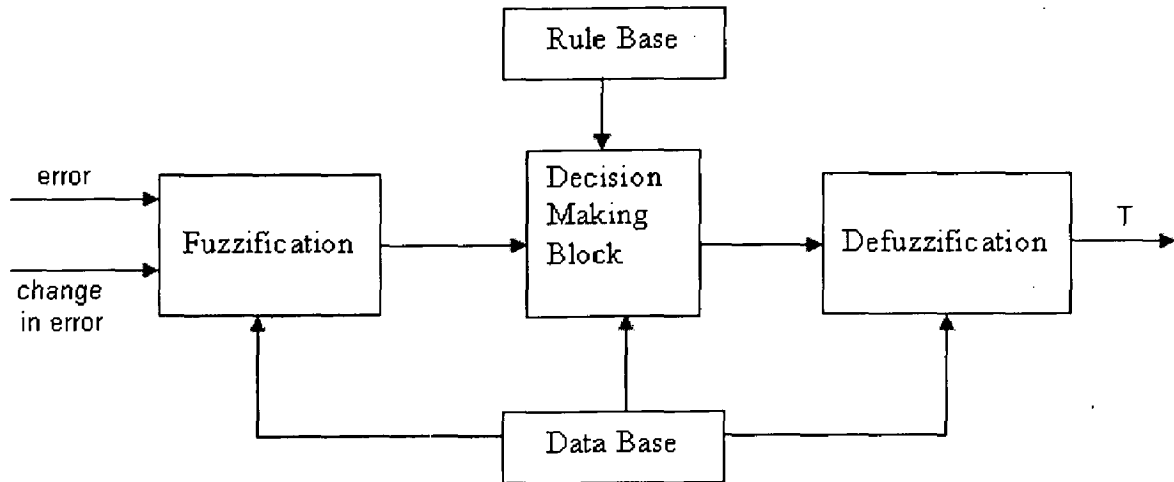 Rule Base
error
change
in error
Fuzzification
Decision
Making
Block
Defuzzification
T
Data Base